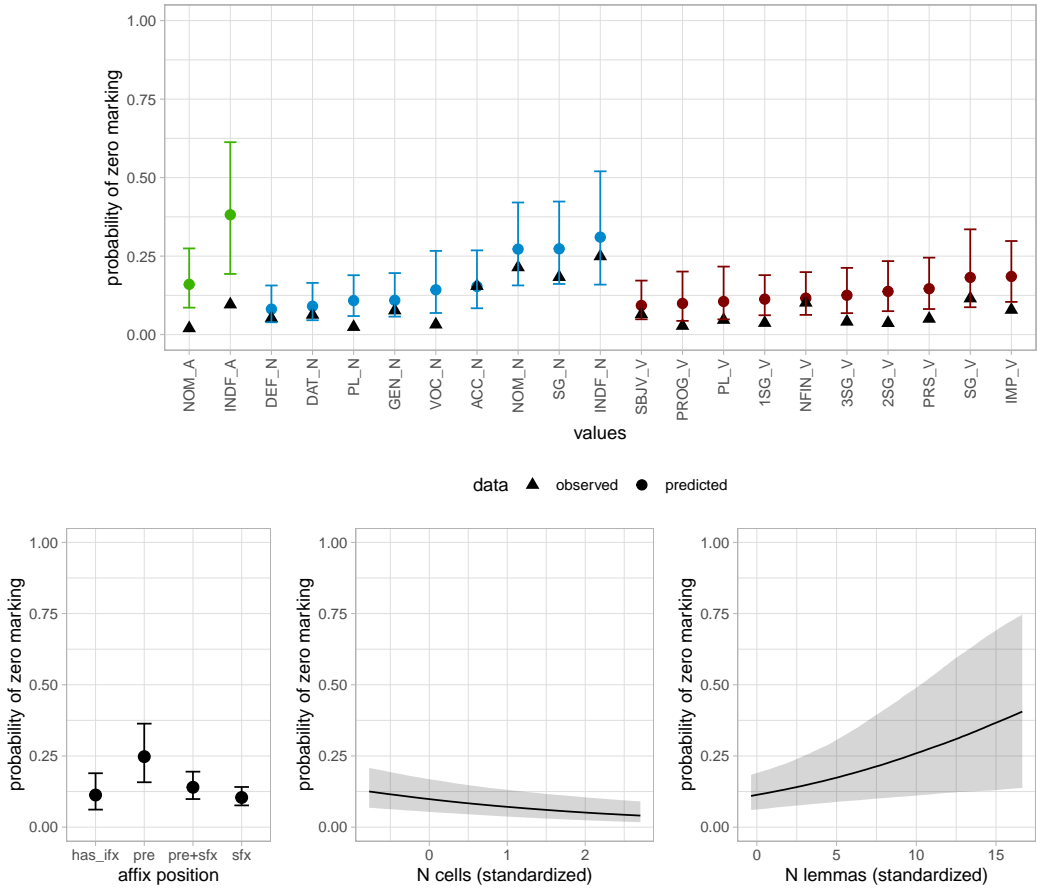 probability of zero marking
1.00
0.75
0.50
0.25
0.00
NOM_A INDF_A DEF_N DAT_N PL_N GEN_N VOC_N ACC_N NOM_N SG_N INDF_N SBJV_V PROG_V PL_V 1SG_V NFIN_V 3SG_V 2SG_V PRS_V SG_V IMP_V
values
data observed predicted
probability of zero marking
1.00
0.75
0.50
0.25
0.00
has_ifx pre pre+sfx sfx
affix position
probability of zero marking
1.00
0.75
0.50
0.25
0.00
0 1 2
N cells (standardized)
probability of zero marking
1.00
0.75
0.50
0.25
0.00
0 5 10 15
N lemmas (standardized)